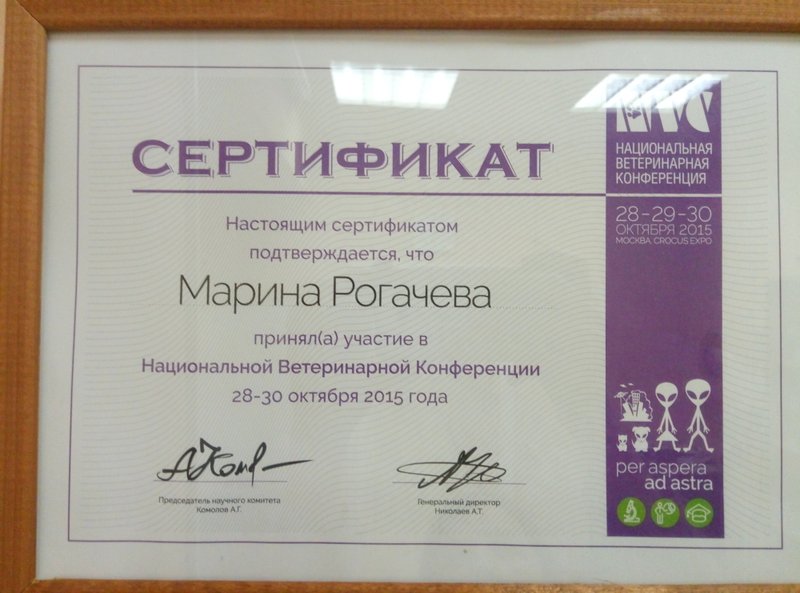 СЕРТИФИКАТ
Настоящим сертификатом
подтверждается, что
Марина Рогачева
принял(а) участие в
Национальной Ветеринарной Конференции
28-30 октября 2015 года
Председатель научного комитета
Комолов А.Г.
Генеральный директор
Николаев А.Т.
НАЦИОНАЛЬНАЯ
ВЕТЕРИНАРНАЯ
КОНФЕРЕНЦИЯ
28-29-30
ОКТЯБРЯ 2015
МОСКВА CROCUS EXPO
per aspera
ad astra